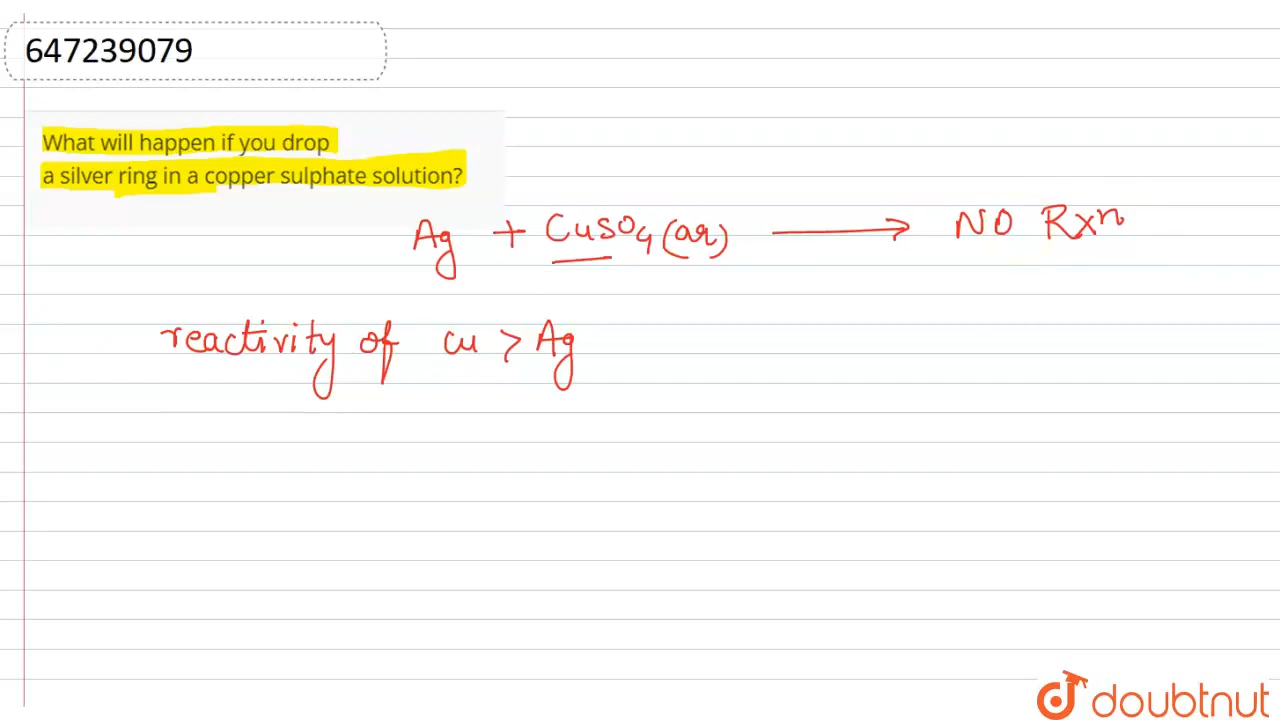 647239079
What will happen if you drop
a silver ring in a copper sulphate solution?
Ag + CuSO4 (aq) ⟶ NO Rxn
reactivity of Cu > Ag
doubtnut